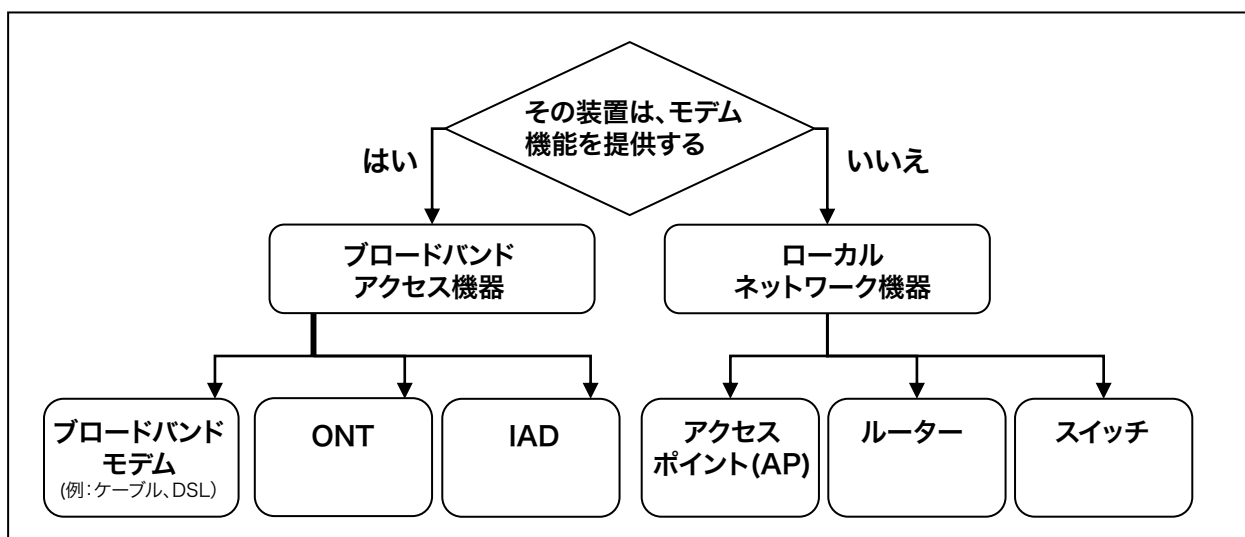 その装置は、モデム
機能を提供する
はい
いいえ
ブロードバンド
アクセス機器
ローカル
ネットワーク機器
ブロードバンド
モデム
(例：ケーブル、DSL)
ONT
IAD
アクセス
ポイント(AP)
ルーター
スイッチ